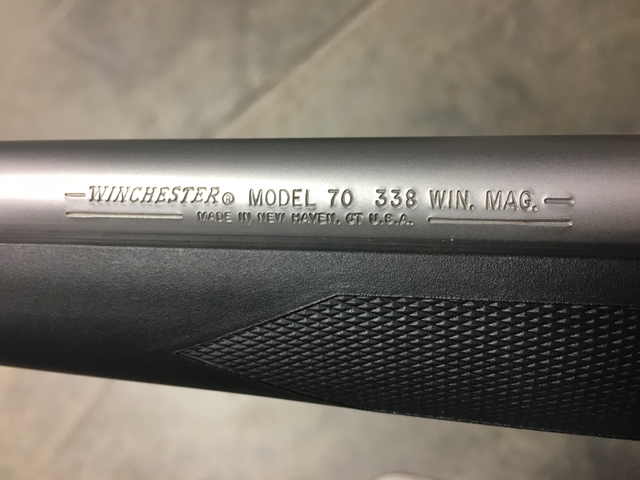 WINCHESTER® MODEL 70 338 WIN. MAG.
MADE IN NEW HAVEN, CT. U.S.A.